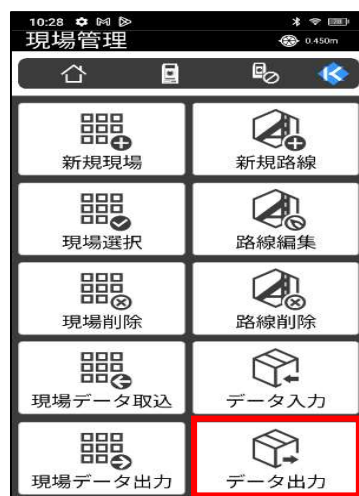 10:28
現場管理
0.450m
新規現場
新規路線
現場選択
路線編集
現場削除
路線削除
現場データ取込
データ入力
現場データ出力
データ出力